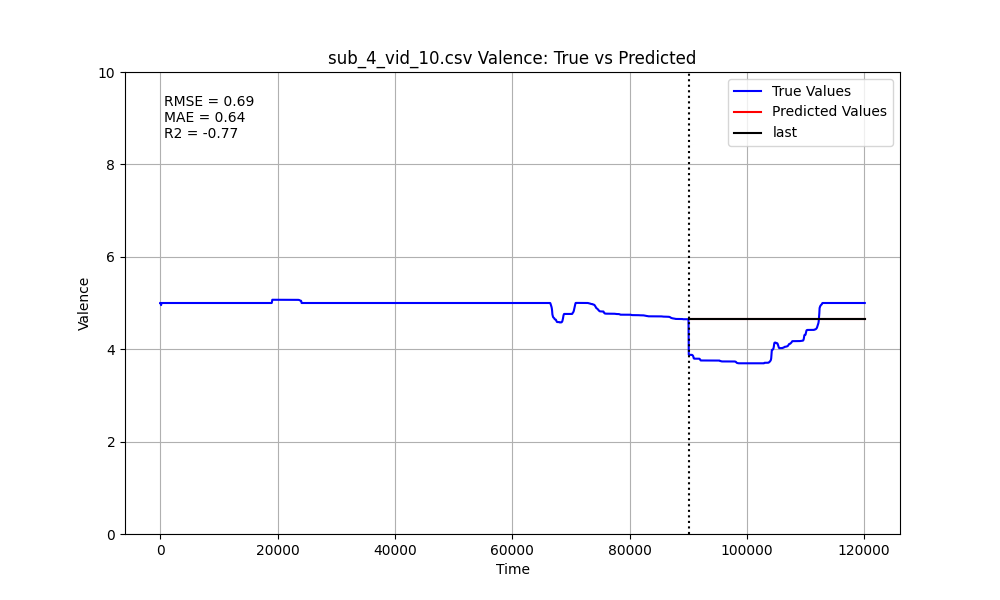 sub_4_vid_10.csv Valence: True vs Predicted
RMSE = 0.69
MAE = 0.64
R2 = -0.77
True Values
Predicted Values
last
Valence
10
8
6
4
2
0
0 20000 40000 60000 80000 100000 120000
Time